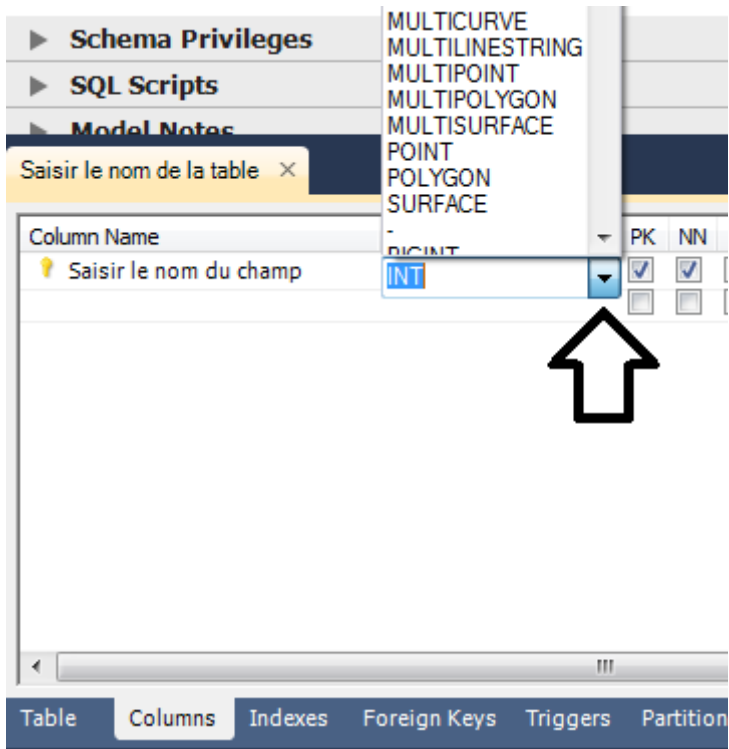 Schema Privileges
SQL Scripts
Model Notes
MULTICURVE
MULTILINESTRING
MULTIPOINT
MULTIPOLYGON
MULTISURFACE
POINT
POLYGON
SURFACE
-
BIGINT
Saisir le nom de la table ×
Column Name PK NN
Saisir le nom du champ INT
Table Columns Indexes Foreign Keys Triggers Partition